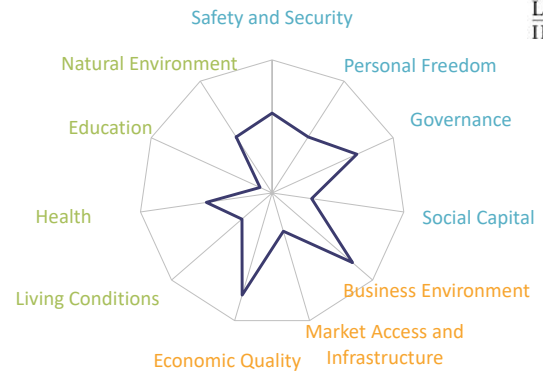 Safety and Security
Natural Environment
Personal Freedom
Education
Governance
Health
Social Capital
Living Conditions
Business Environment
Market Access and
Infrastructure
Economic Quality